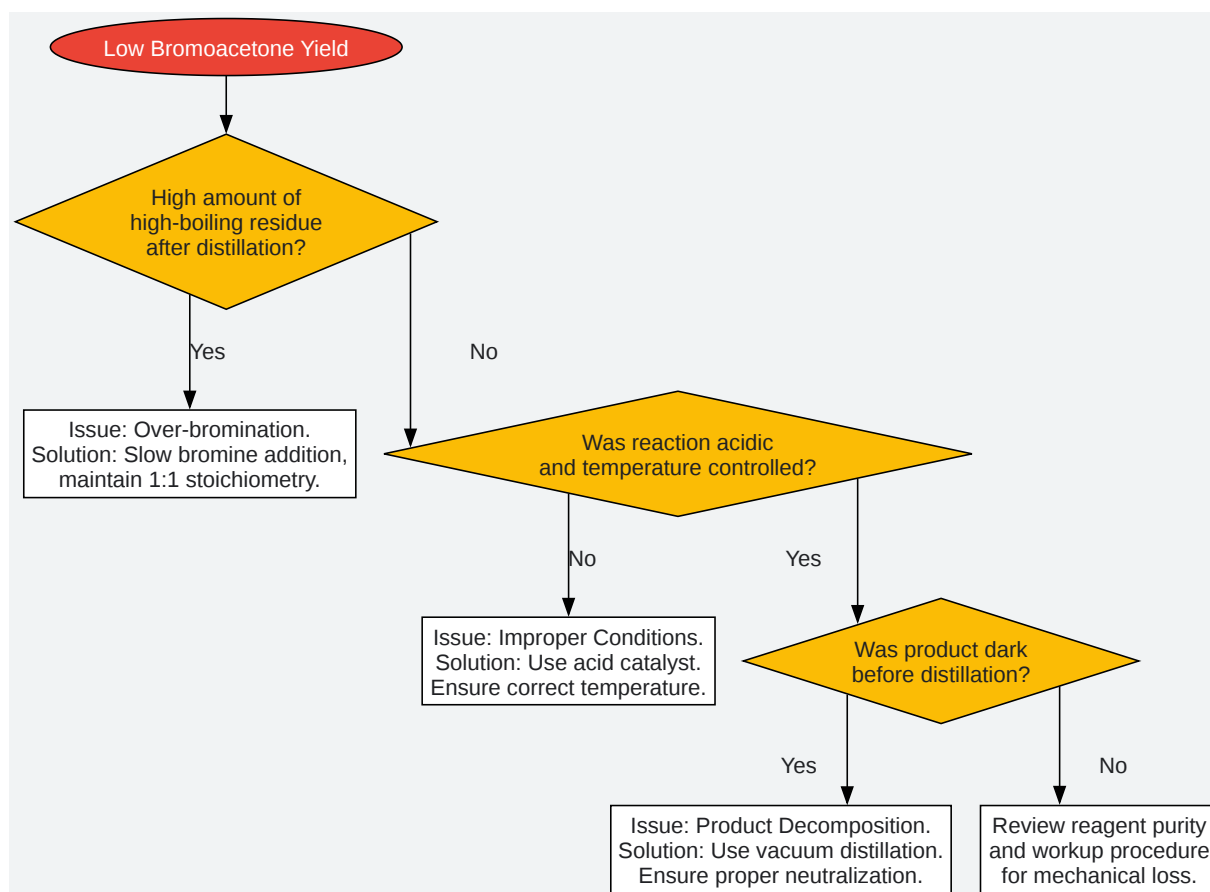 Low Bromoacetone Yield
High amount of
high-boiling residue
after distillation?
Yes
No
Issue: Over-bromination.
Solution: Slow bromine addition,
maintain 1:1 stoichiometry.
Was reaction acidic
and temperature controlled?
No
Yes
Issue: Improper Conditions.
Solution: Use acid catalyst.
Ensure correct temperature.
Was product dark
before distillation?
Yes
No
Issue: Product Decomposition.
Solution: Use vacuum distillation.
Ensure proper neutralization.
Review reagent purity
and workup procedure
for mechanical loss.